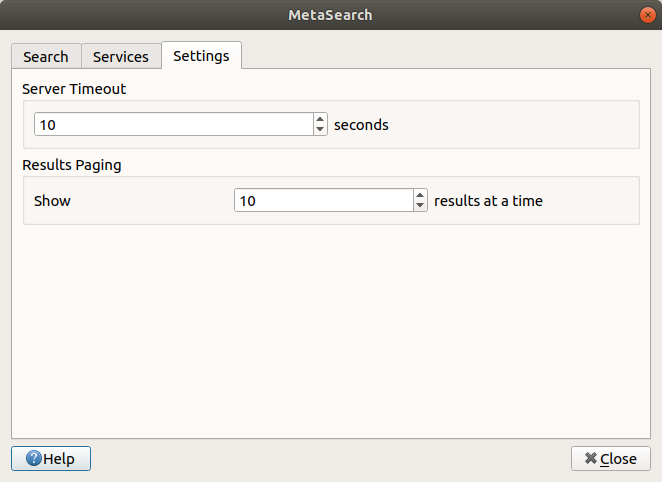 MetaSearch
Search Services Settings
Server Timeout
10 seconds
Results Paging
Show 10 results at a time
Help Close